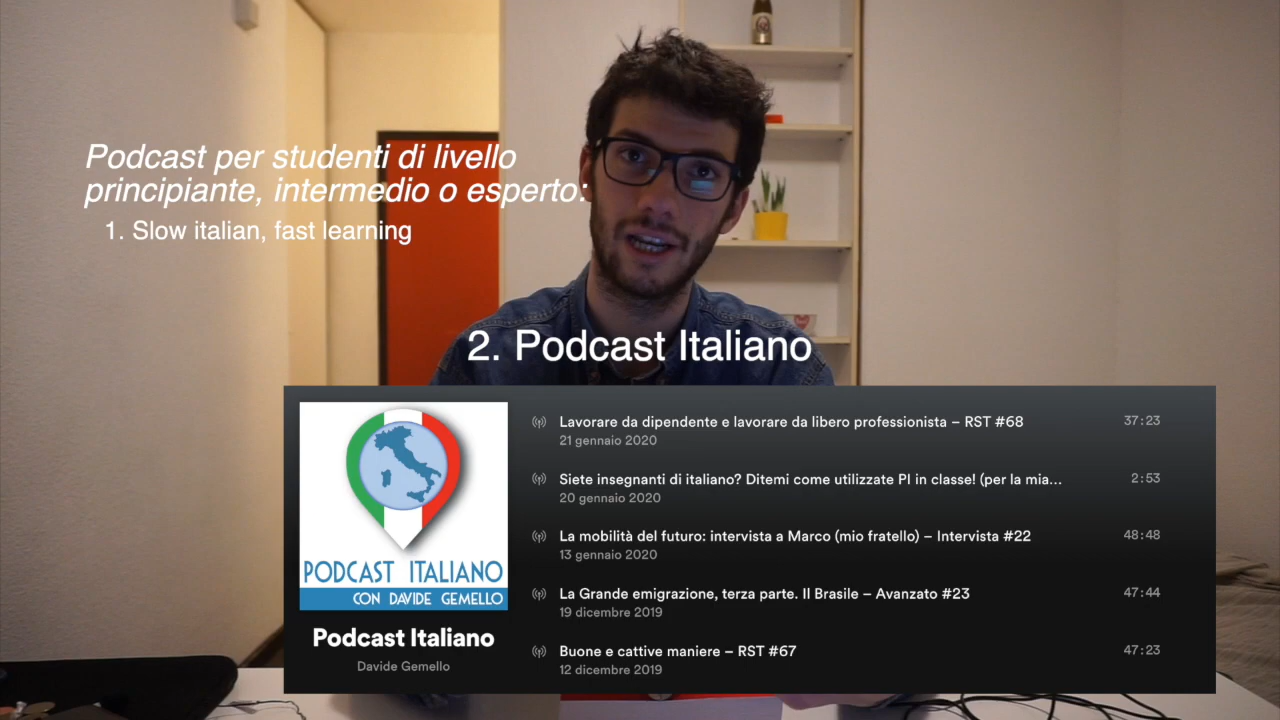 Podcast per studenti di livello
principiante, intermedio o esperto:
1. Slow italian, fast learning
2. Podcast Italiano
PODCAST ITALIANO
CON DAVIDE GEMELLO
Podcast Italiano
Davide Gemello
Lavorare da dipendente e lavorare da libero professionista – RST #68 37:23
21 gennaio 2020
Siete insegnanti di italiano? Ditemi come utilizzate PI in classe! (per la mia... 2:53
20 gennaio 2020
La mobilità del futuro: intervista a Marco (mio fratello) – Intervista #22 48:48
13 gennaio 2020
La Grande emigrazione, terza parte. Il Brasile – Avanzato #23 47:44
19 dicembre 2019
Buone e cattive maniere – RST #67 47:23
12 dicembre 2019